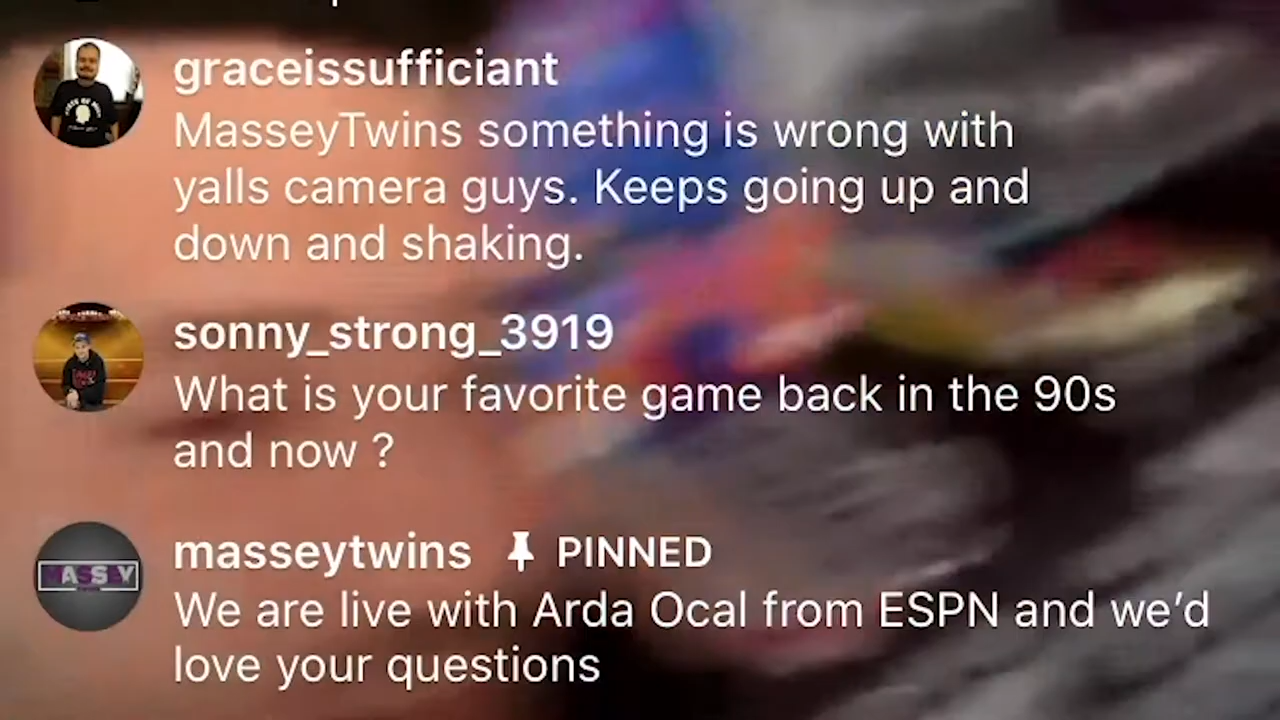 graceissufficiant
MasseyTwins something is wrong with
yalls camera guys. Keeps going up and
down and shaking.
sonny_strong_3919
What is your favorite game back in the 90s
and now ?
masseytwins PINNED
We are live with Arda Ocal from ESPN and we’d
love your questions